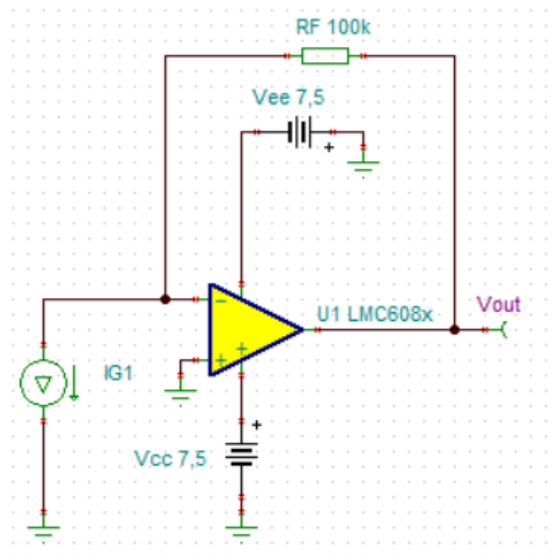 RF 100k
Vee 7,5
+
−
U1 LMC608x
Vout
+
+
IG1
+
Vcc 7,5